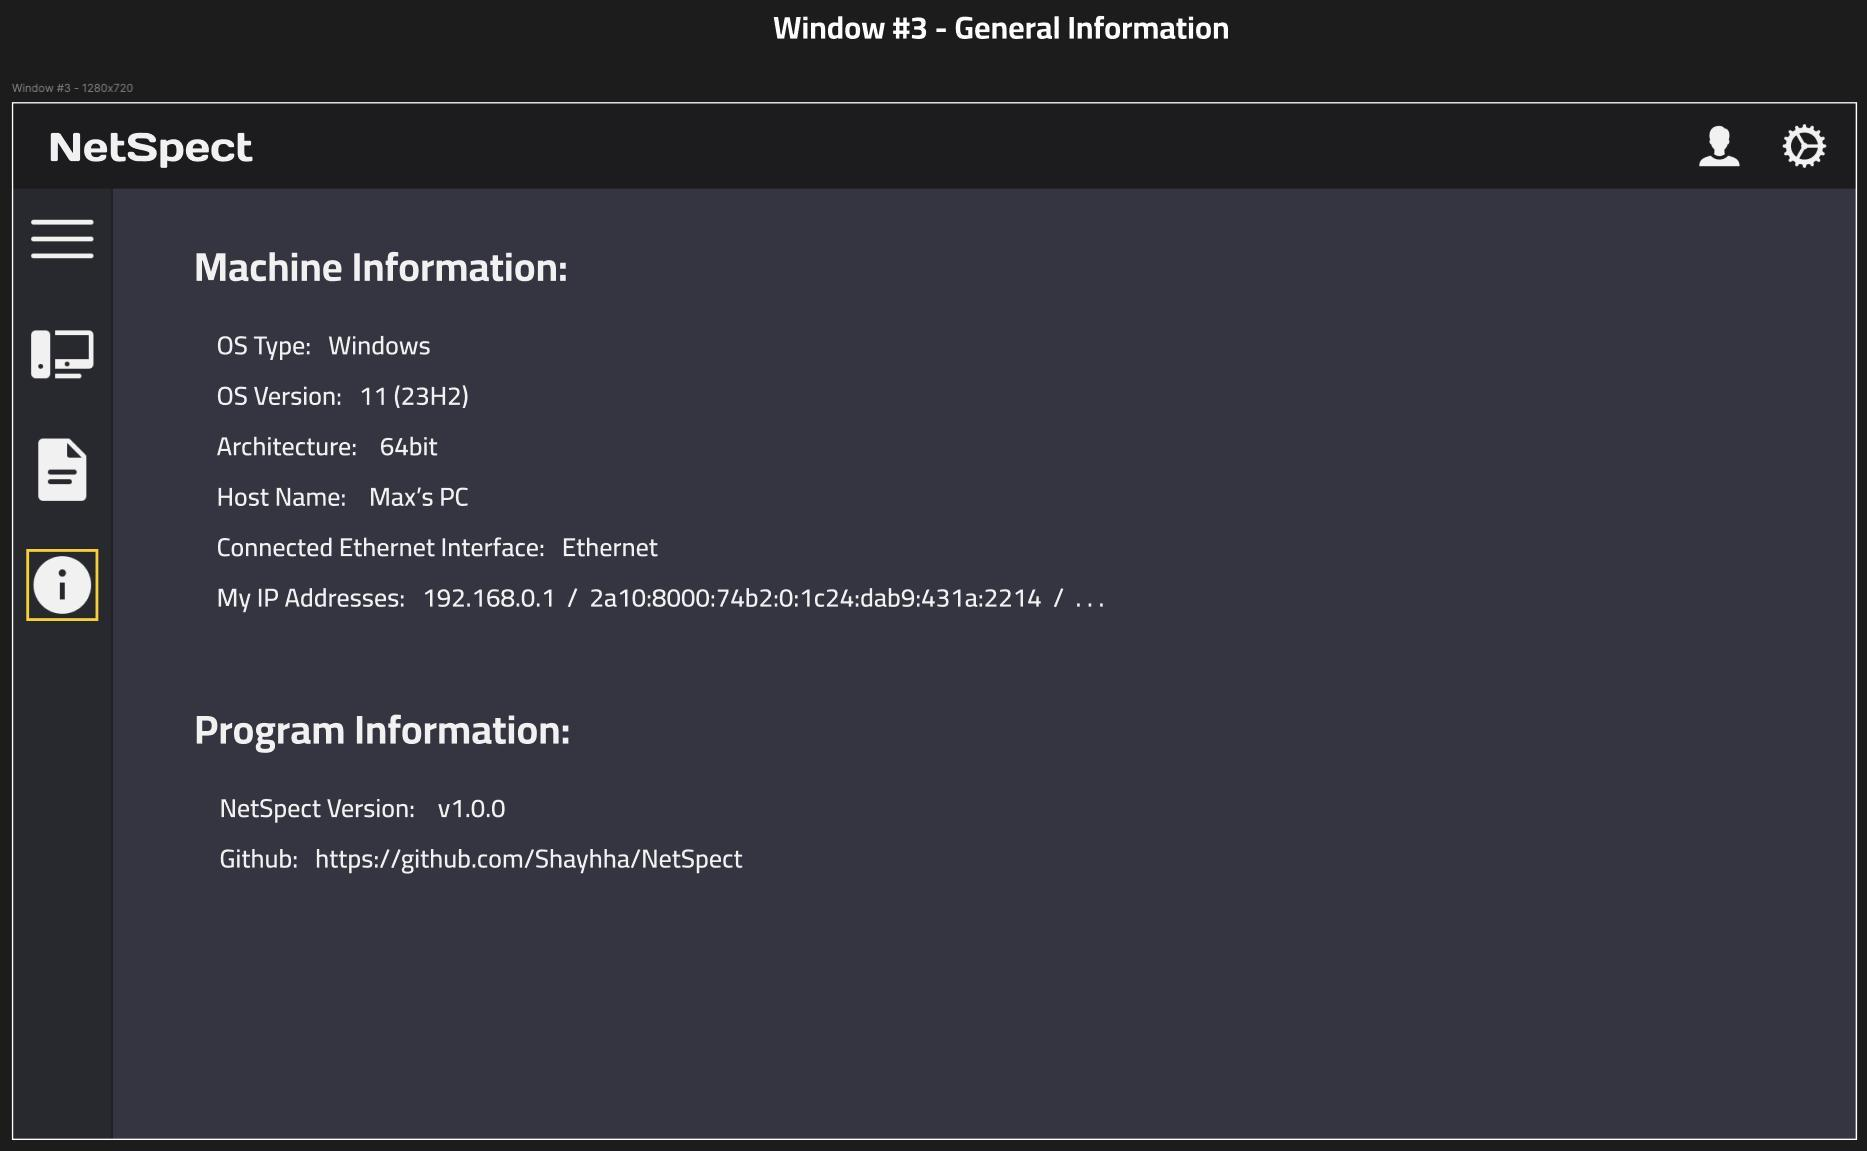 Window #3 - General Information
Window #3 - 1280x720
NetSpect
Machine Information:
OS Type: Windows
OS Version: 11 (23H2)
Architecture: 64bit
Host Name: Max’s PC
Connected Ethernet Interface: Ethernet
My IP Addresses: 192.168.0.1 / 2a10:8000:74b2:0:1c24:dab9:431a:2214 / ...
Program Information:
NetSpect Version: v1.0.0
Github: https://github.com/Shayhha/NetSpect